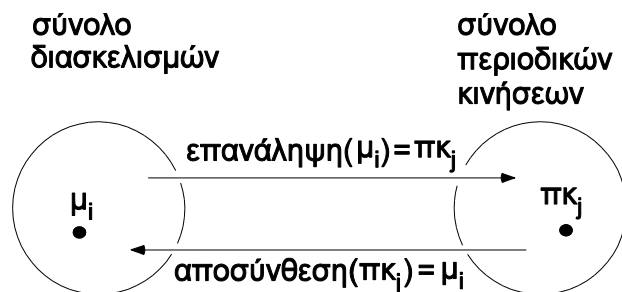 σύνολο
διασκελισμών
σύνολο
περιοδικών
κινήσεων
επανάληψη(μi)=πκj
μi
πκj
αποσύνθεση(πκj)=μi